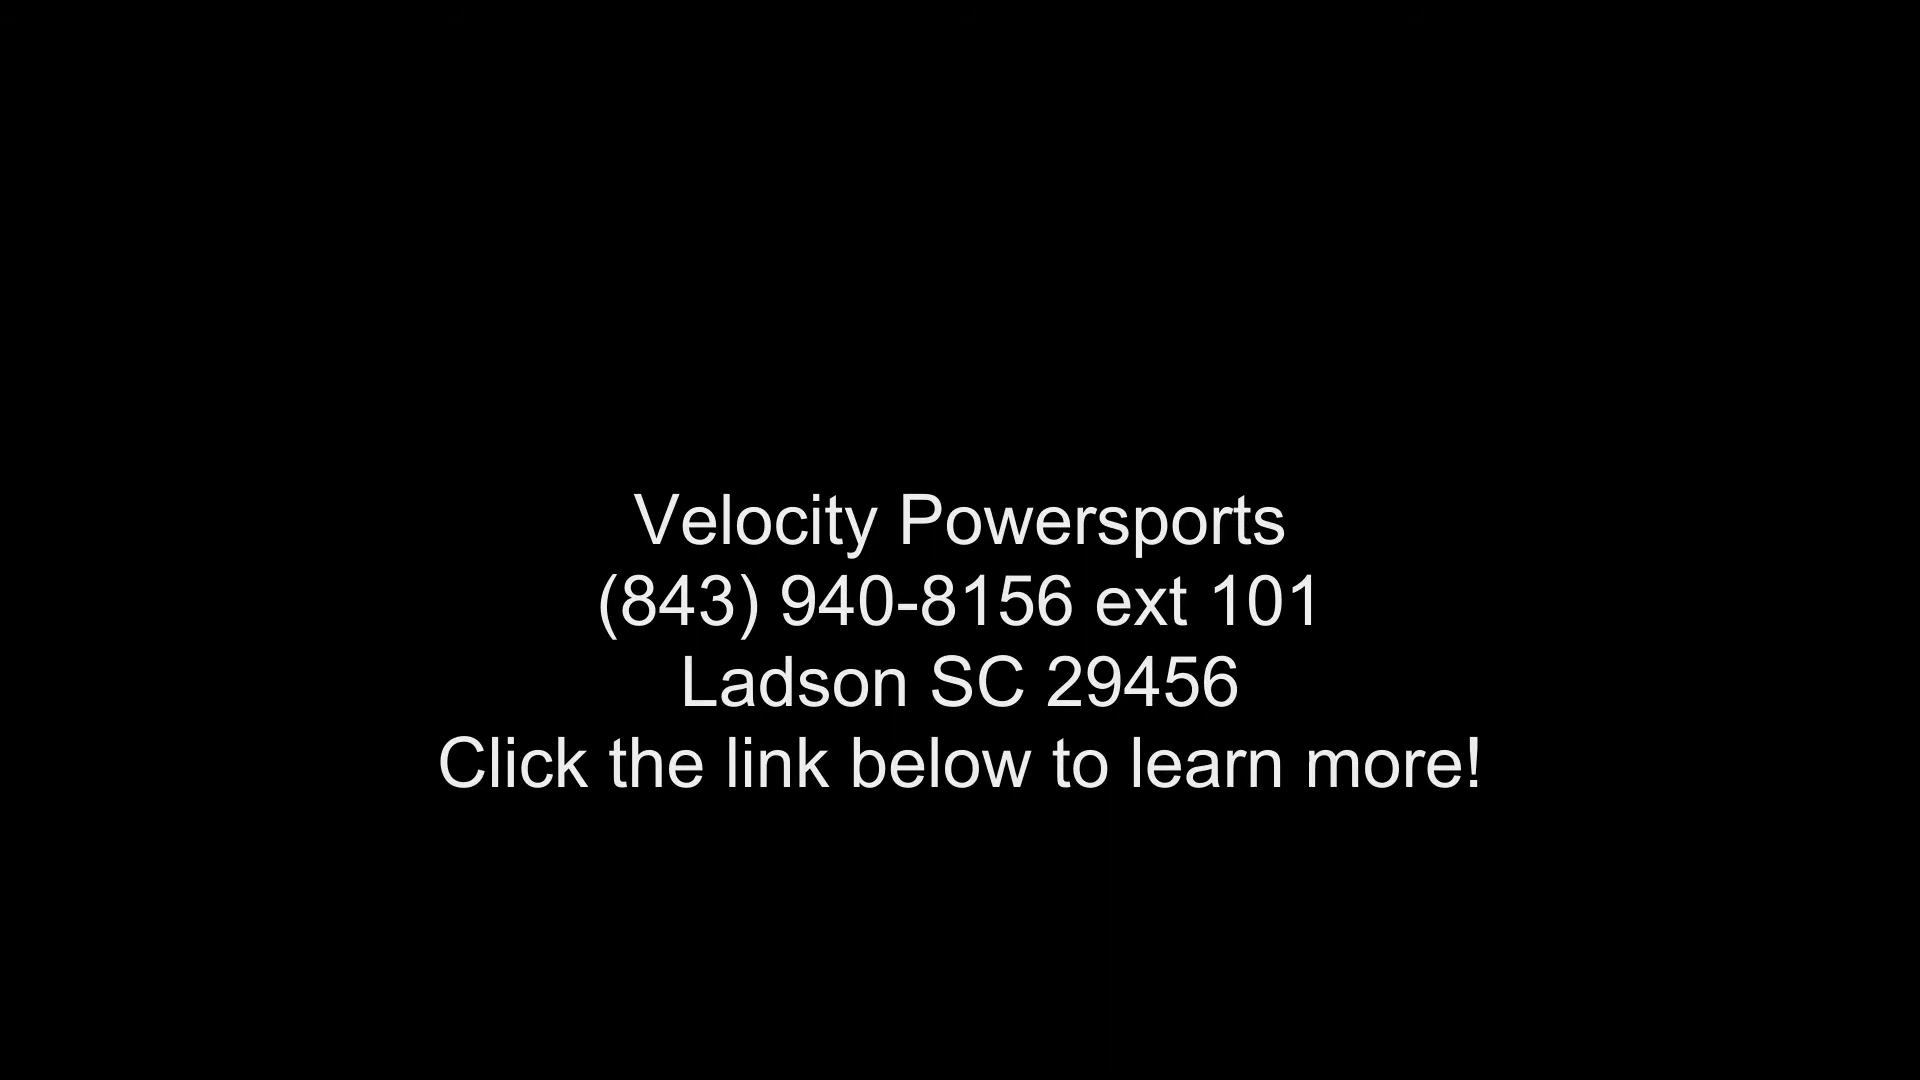 Velocity Powersports
(843) 940-8156 ext 101
Ladson SC 29456
Click the link below to learn more!